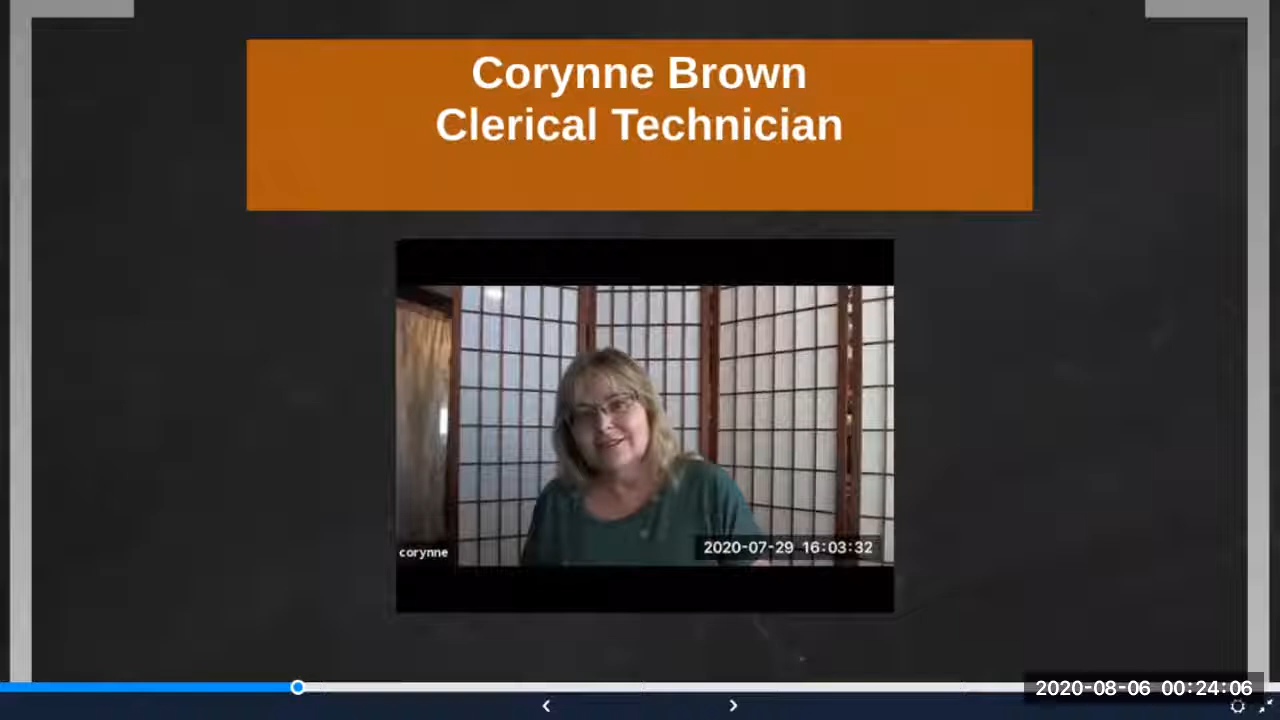 Corynne Brown
Clerical Technician
corynne
2020-07-29 16:03:32
2020-08-06 00:24:06